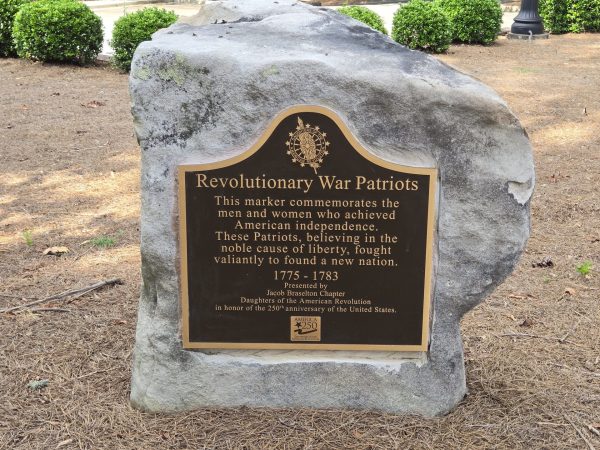 Revolutionary War Patriots
This marker commemorates the
men and women who achieved
American independence.
These Patriots, believing in the
noble cause of liberty, fought
valiantly to found a new nation.
1775 - 1783
Presented by
Jacob Braselton Chapter
Daughters of the American Revolution
in honor of the 250th anniversary of the United States.
AMERICA
250